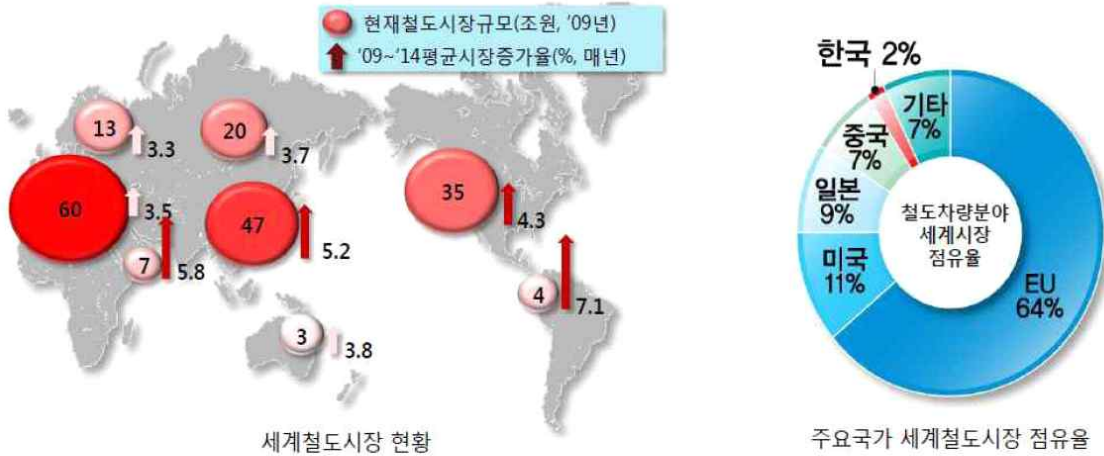 현재철도시장규모(조원, '09년)
'09~'14평균시장증가율(%, 매년)
13
3.3
20
3.7
60
3.5
47
5.2
7
5.8
35
4.3
4
7.1
3
3.8
세계철도시장 현황
한국 2%
기타
7%
중국
7%
일본
9%
미국
11%
EU
64%
철도차량분야
세계시장
점유율
주요국가 세계철도시장 점유율